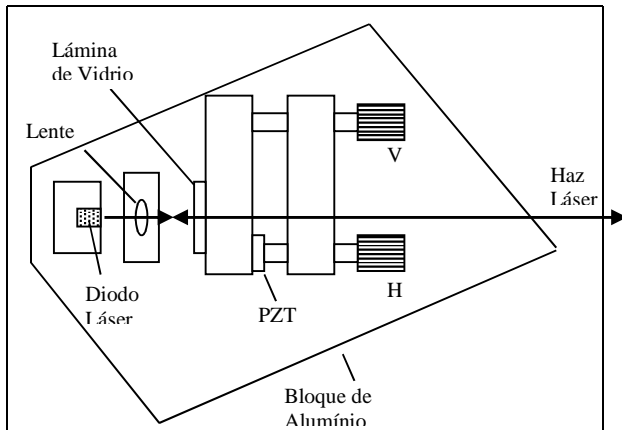 Lámina
de Vidrio
Lente
V
Haz
Láser
Diodo
Láser
PZT
H
Bloque de
Alumínio